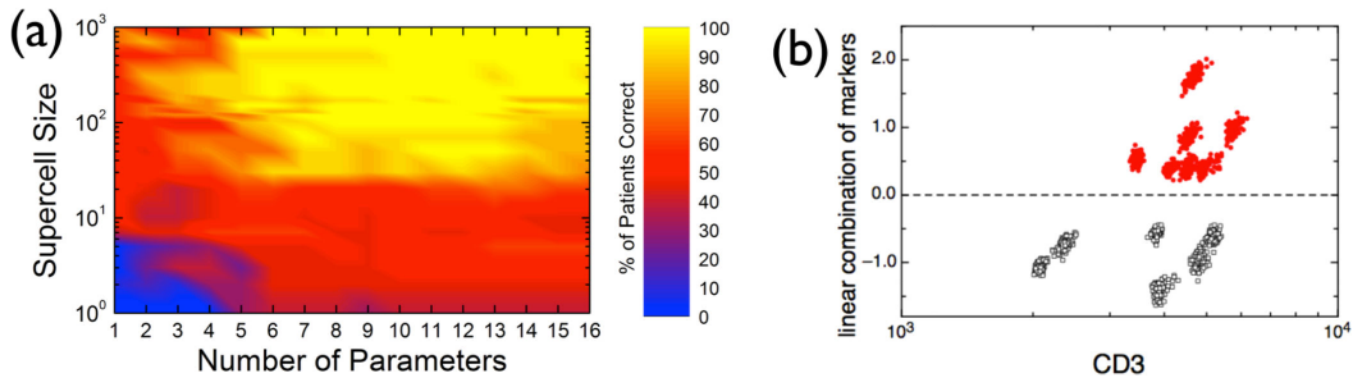 (a)
10³
10²
10¹
10⁰
Supercell Size
1 2 3 4 5 6 7 8 9 10 11 12 13 14 15 16
Number of Parameters
% of Patients Correct
100
90
80
70
60
50
40
30
20
10
0
(b)
linear combination of markers
2.0
1.0
0.0
−1.0
10³
10⁴
CD3